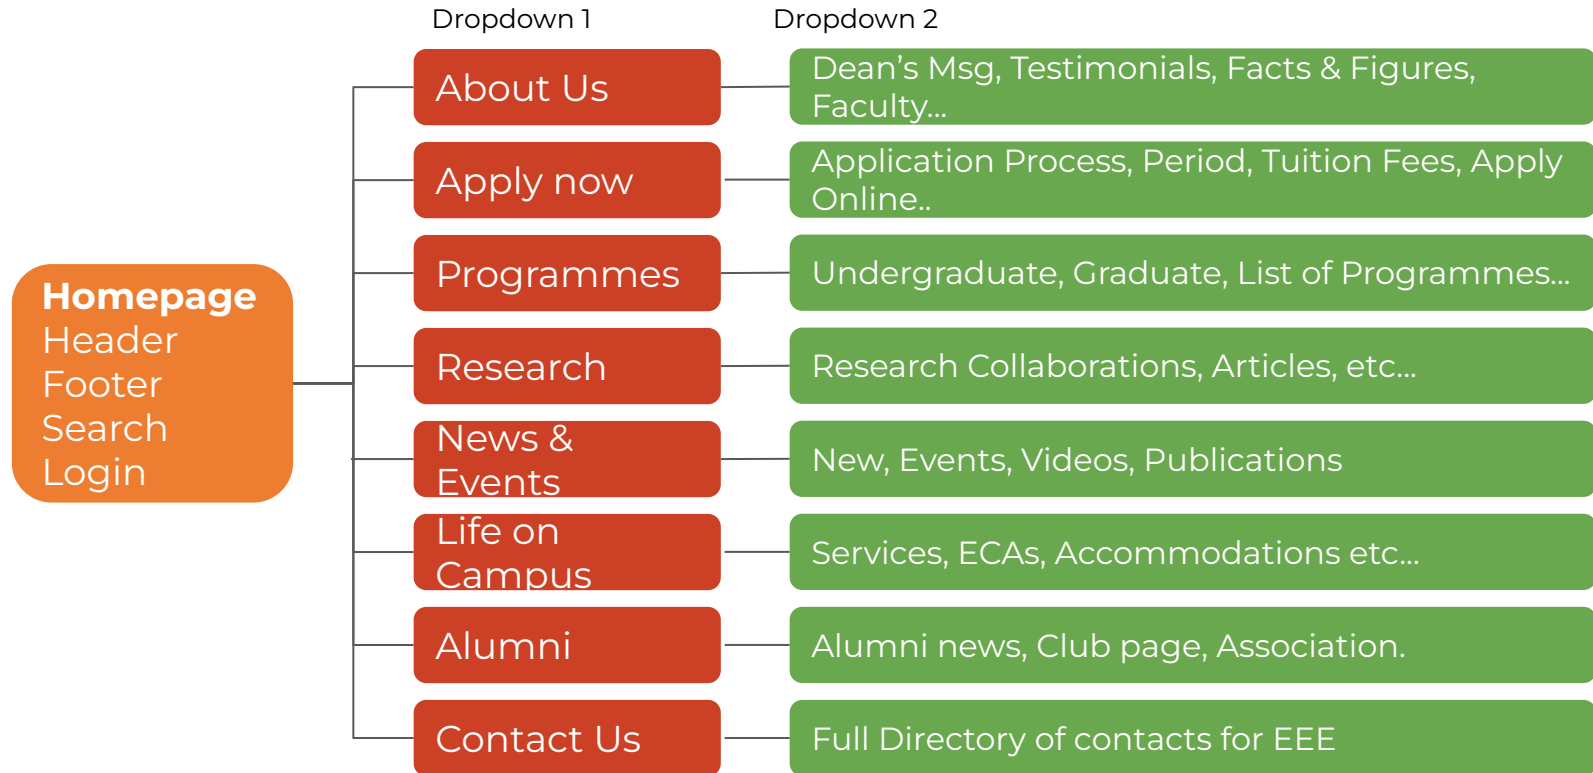 Dropdown 1
Dropdown 2
Homepage
Header
Footer
Search
Login
About Us
Dean’s Msg, Testimonials, Facts & Figures,
Faculty...
Apply now
Application Process, Period, Tuition Fees, Apply
Online..
Programmes
Undergraduate, Graduate, List of Programmes...
Research
Research Collaborations, Articles, etc...
News &
Events
New, Events, Videos, Publications
Life on
Campus
Services, ECAs, Accommodations etc...
Alumni
Alumni news, Club page, Association.
Contact Us
Full Directory of contacts for EEE